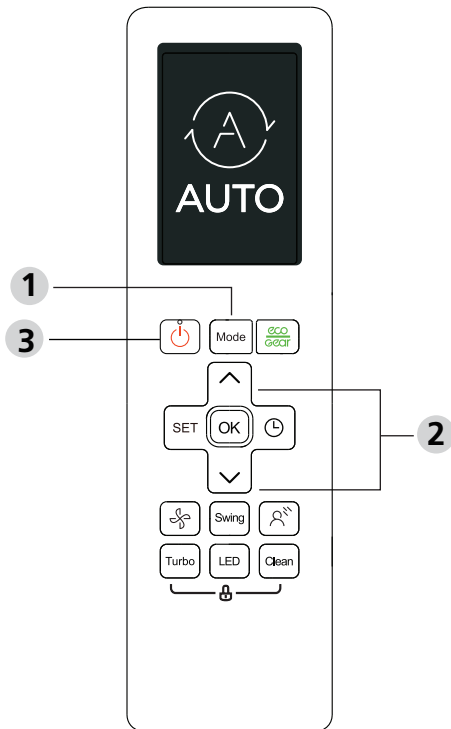 A
AUTO
1
3
Mode
eco
Gear
SET
OK
2
Swing
Turbo
LED
Clean